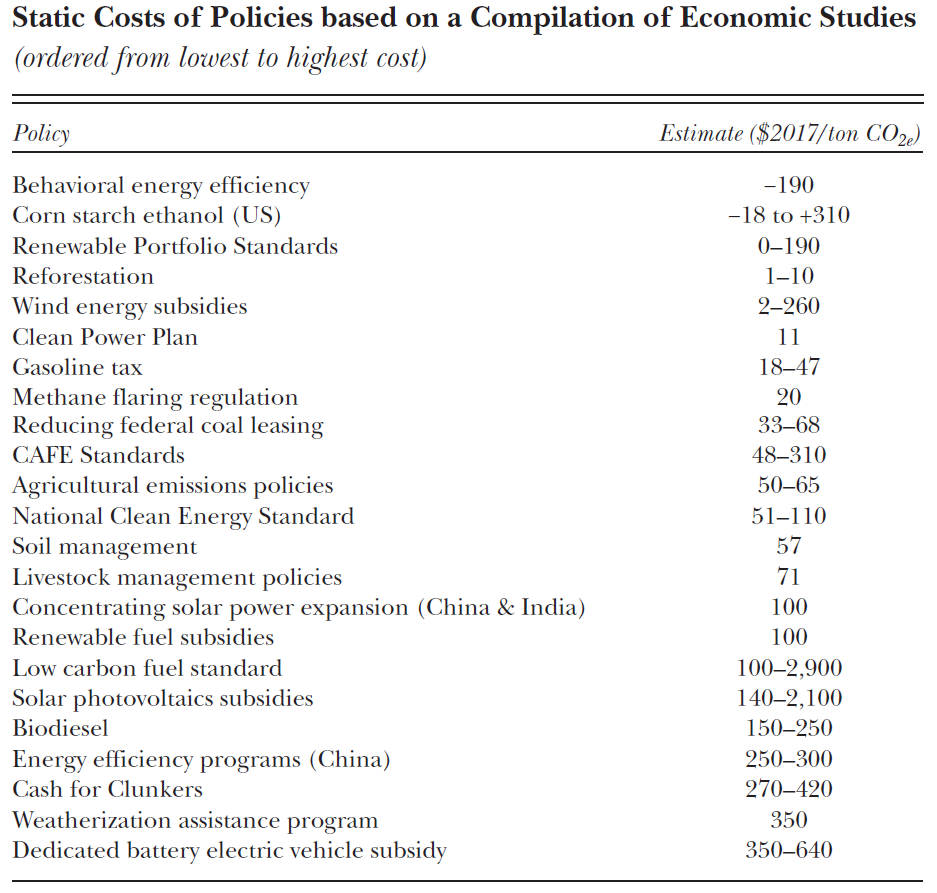 Static Costs of Policies based on a Compilation of Economic Studies
(ordered from lowest to highest cost)
Policy Estimate ($2017/ton CO2e)
Behavioral energy efficiency −190
Corn starch ethanol (US) −18 to +310
Renewable Portfolio Standards 0–190
Reforestation 1–10
Wind energy subsidies 2–260
Clean Power Plan 11
Gasoline tax 18–47
Methane flaring regulation 20
Reducing federal coal leasing 33–68
CAFE Standards 48–310
Agricultural emissions policies 50–65
National Clean Energy Standard 51–110
Soil management 57
Livestock management policies 71
Concentrating solar power expansion (China & India) 100
Renewable fuel subsidies 100
Low carbon fuel standard 100–2,900
Solar photovoltaics subsidies 140–2,100
Biodiesel 150–250
Energy efficiency programs (China) 250–300
Cash for Clunkers 270–420
Weatherization assistance program 350
Dedicated battery electric vehicle subsidy 350–640